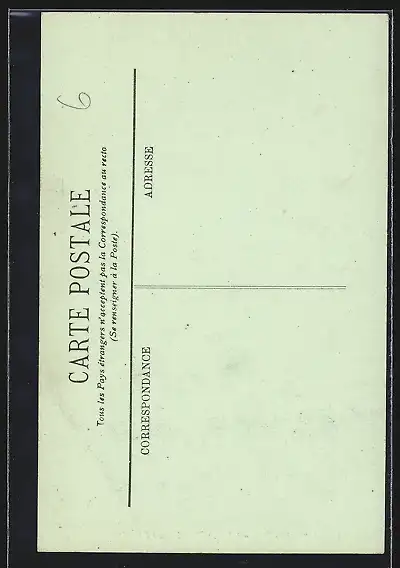 6
CARTE POSTALE
Tous les Pays étrangers n'acceptent pas la Correspondance au recto
(Se renseigner à la Poste).
CORRESPONDANCE
ADRESSE